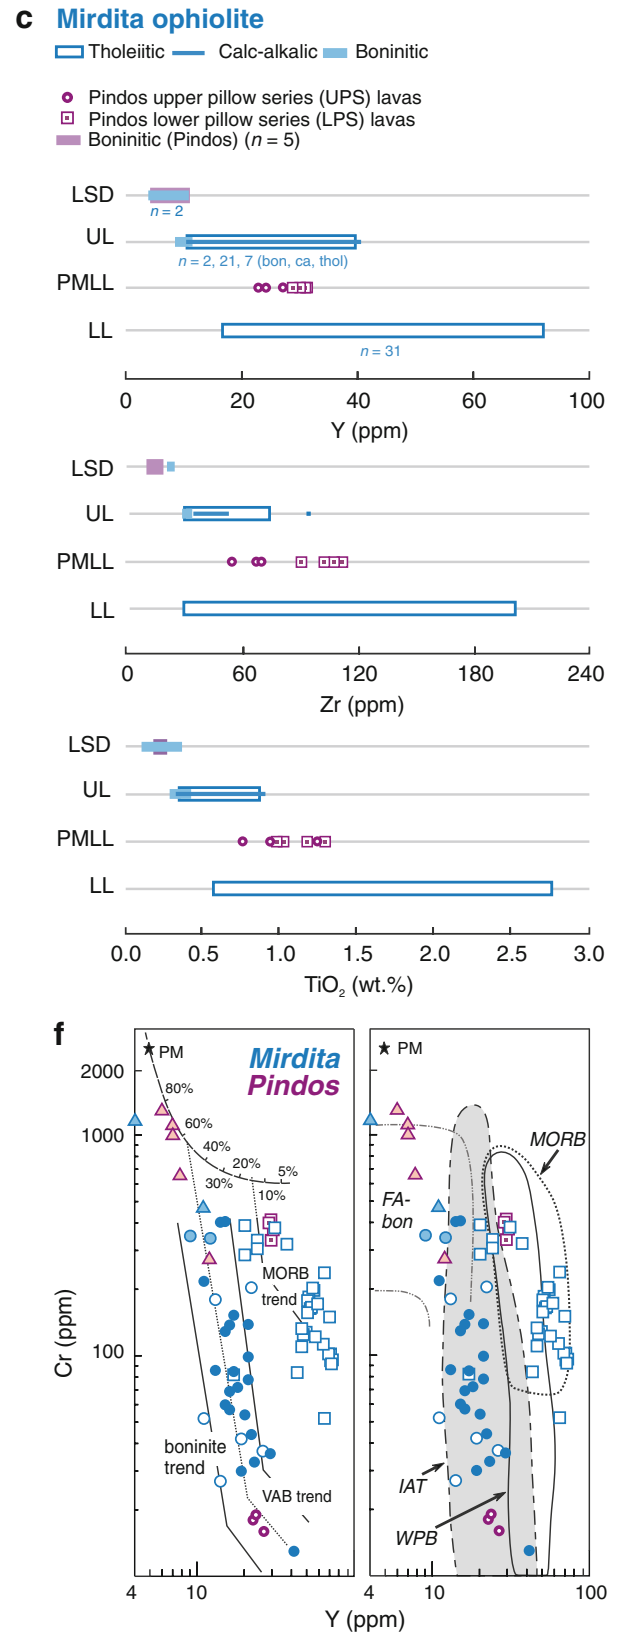 c Mirdita ophiolite
Tholeiitic Calc-alkalic Boninitic
Pindos upper pillow series (UPS) lavas
Pindos lower pillow series (LPS) lavas
Boninitic (Pindos) (n = 5)
LSD
n = 2
UL
n = 2, 21, 7 (bon, ca, thol)
PMLL
LL
n = 31
0 20 40 60 100
Y (ppm)
LSD
UL
PMLL
LL
0 60 120 180 240
Zr (ppm)
LSD
UL
PMLL
LL
0.0 0.5 1.0 1.5 2.0 2.5 3.0
TiO2 (wt.%)
f
PM
Mirdita
Pindos
2000
1000
100
Cr (ppm)
80%
60%
40%
20%
5%
30%
10%
MORB
trend
boninite
trend
VAB trend
4 10
PM
MORB
FA-
bon
IAT
WPB
4 10 100
Y (ppm)